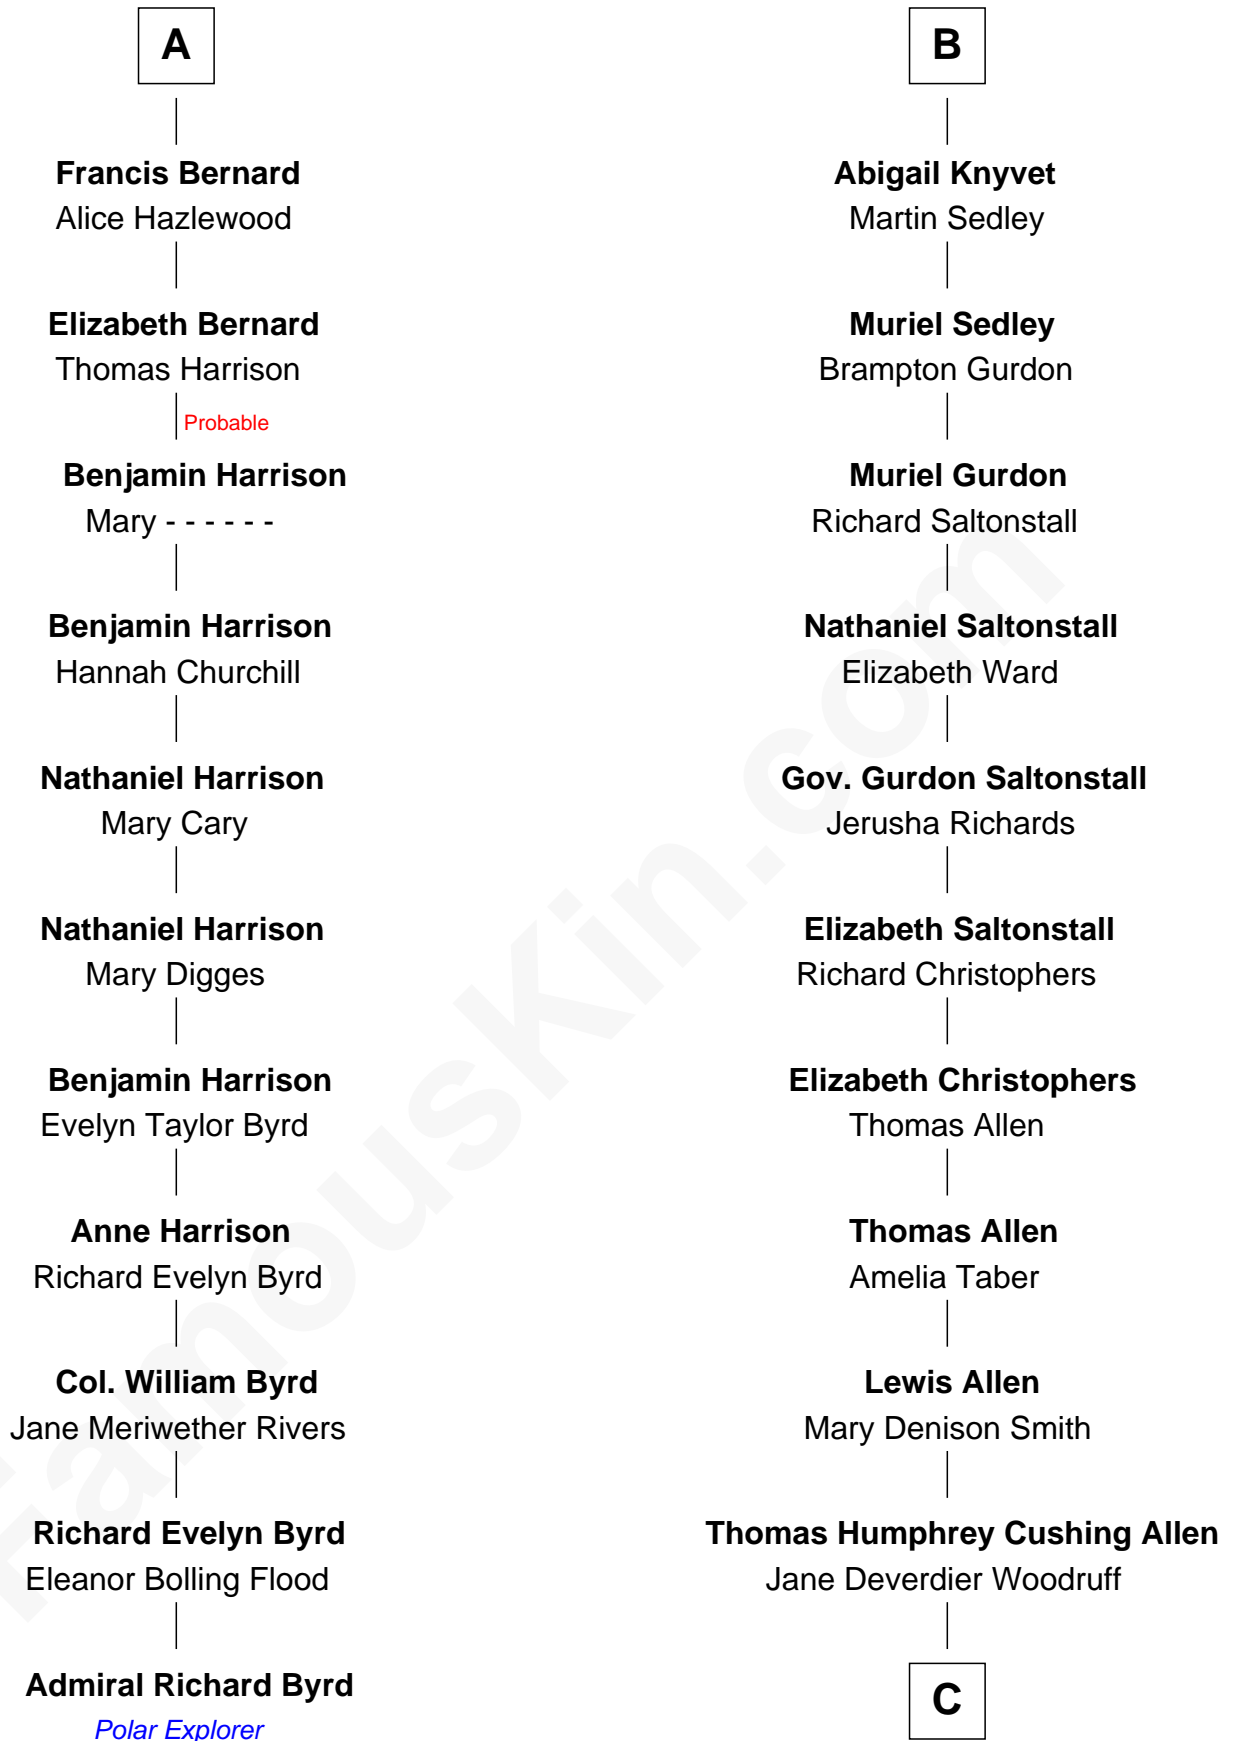 A
Francis Bernard
Alice Hazlewood
Elizabeth Bernard
Thomas Harrison
Probable
Benjamin Harrison
Mary - - - - - -
Benjamin Harrison
Hannah Churchill
Nathaniel Harrison
Mary Cary
Nathaniel Harrison
Mary Digges
Benjamin Harrison
Evelyn Taylor Byrd
Anne Harrison
Richard Evelyn Byrd
Col. William Byrd
Jane Meriwether Rivers
Richard Evelyn Byrd
Eleanor Bolling Flood
Admiral Richard Byrd
Polar Explorer
B
Abigail Knyvet
Martin Sedley
Muriel Sedley
Brampton Gurdon
Muriel Gurdon
Richard Saltonstall
Nathaniel Saltonstall
Elizabeth Ward
Gov. Gurdon Saltonstall
Jerusha Richards
Elizabeth Saltonstall
Richard Christophers
Elizabeth Christophers
Thomas Allen
Thomas Allen
Amelia Taber
Lewis Allen
Mary Denison Smith
Thomas Humphrey Cushing Allen
Jane Deverdier Woodruff
C
FamousKin.com